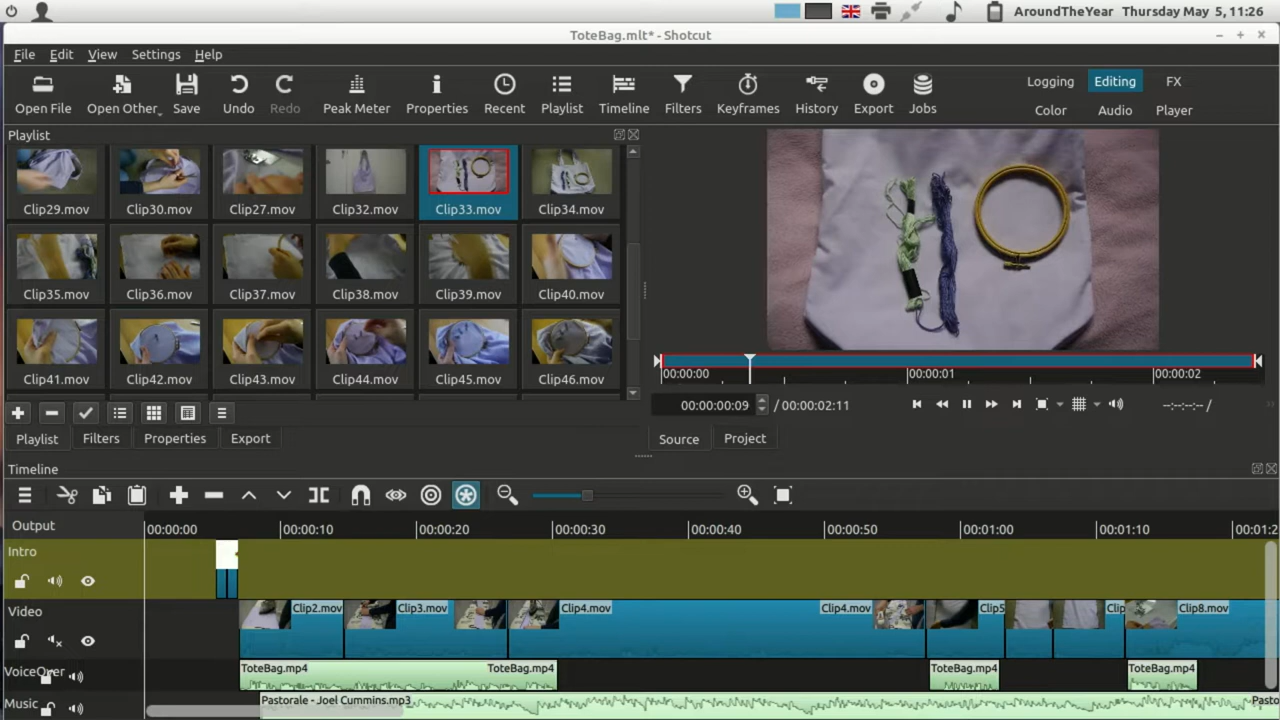 AroundTheYear Thursday May 5, 11:26
ToteBag.mlt* - Shotcut
File Edit View Settings Help
Open File Open Other Save Undo Redo Peak Meter Properties Recent Playlist Timeline Filters Keyframes History Export Jobs
Logging Editing FX
Color Audio Player
Playlist
Clip29.mov Clip30.mov Clip27.mov Clip32.mov Clip33.mov Clip34.mov
Clip35.mov Clip36.mov Clip37.mov Clip38.mov Clip39.mov Clip40.mov
Clip41.mov Clip42.mov Clip43.mov Clip44.mov Clip45.mov Clip46.mov
00:00:00 00:00:01 00:00:02
00:00:00:09 / 00:00:02:11 --:--:--:-- /
Playlist Filters Properties Export
Source Project
Timeline
Output 00:00:00 00:00:10 00:00:20 00:00:30 00:00:40 00:00:50 00:01:00 00:01:10 00:01:2
Intro
Video Clip2.mov Clip3.mov Clip4.mov Clip4.mov Clip5 Clip Clip8.mov
VoiceOver ToteBag.mp4 ToteBag.mp4 ToteBag.mp4 ToteBag.mp4
Music Pastorale - Joel Cummins.mp3 Pasto